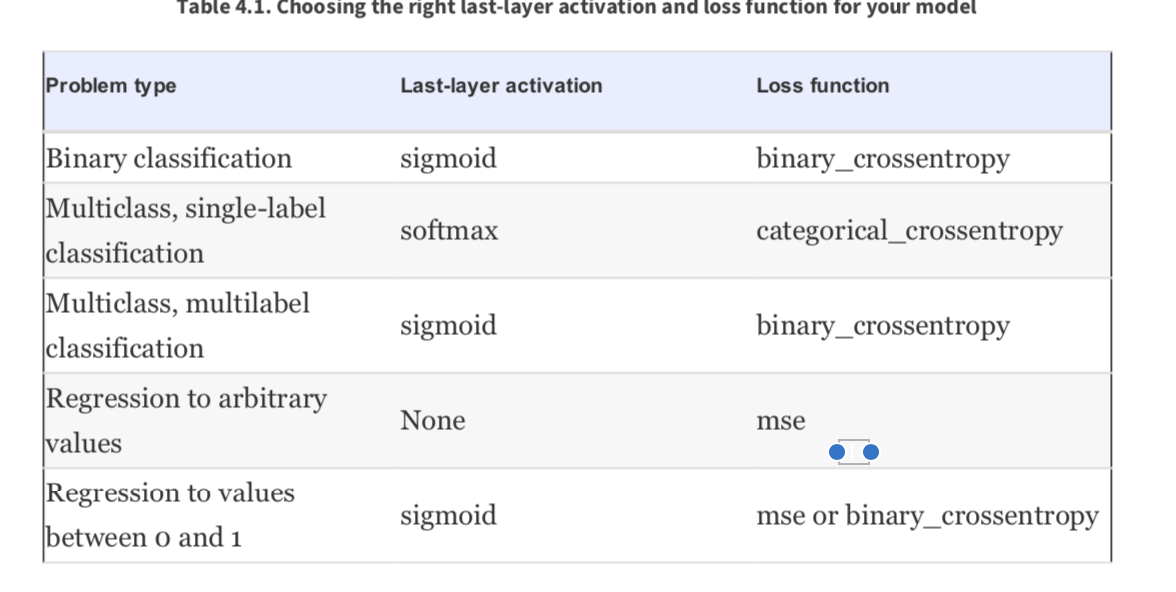 Table 4.1. Choosing the right last-layer activation and loss function for your model
Problem type Last-layer activation Loss function
Binary classification sigmoid binary_crossentropy
Multiclass, single-label
classification
softmax categorical_crossentropy
Multiclass, multilabel
classification
sigmoid binary_crossentropy
Regression to arbitrary
values
None mse
Regression to values
between 0 and 1
sigmoid mse or binary_crossentropy